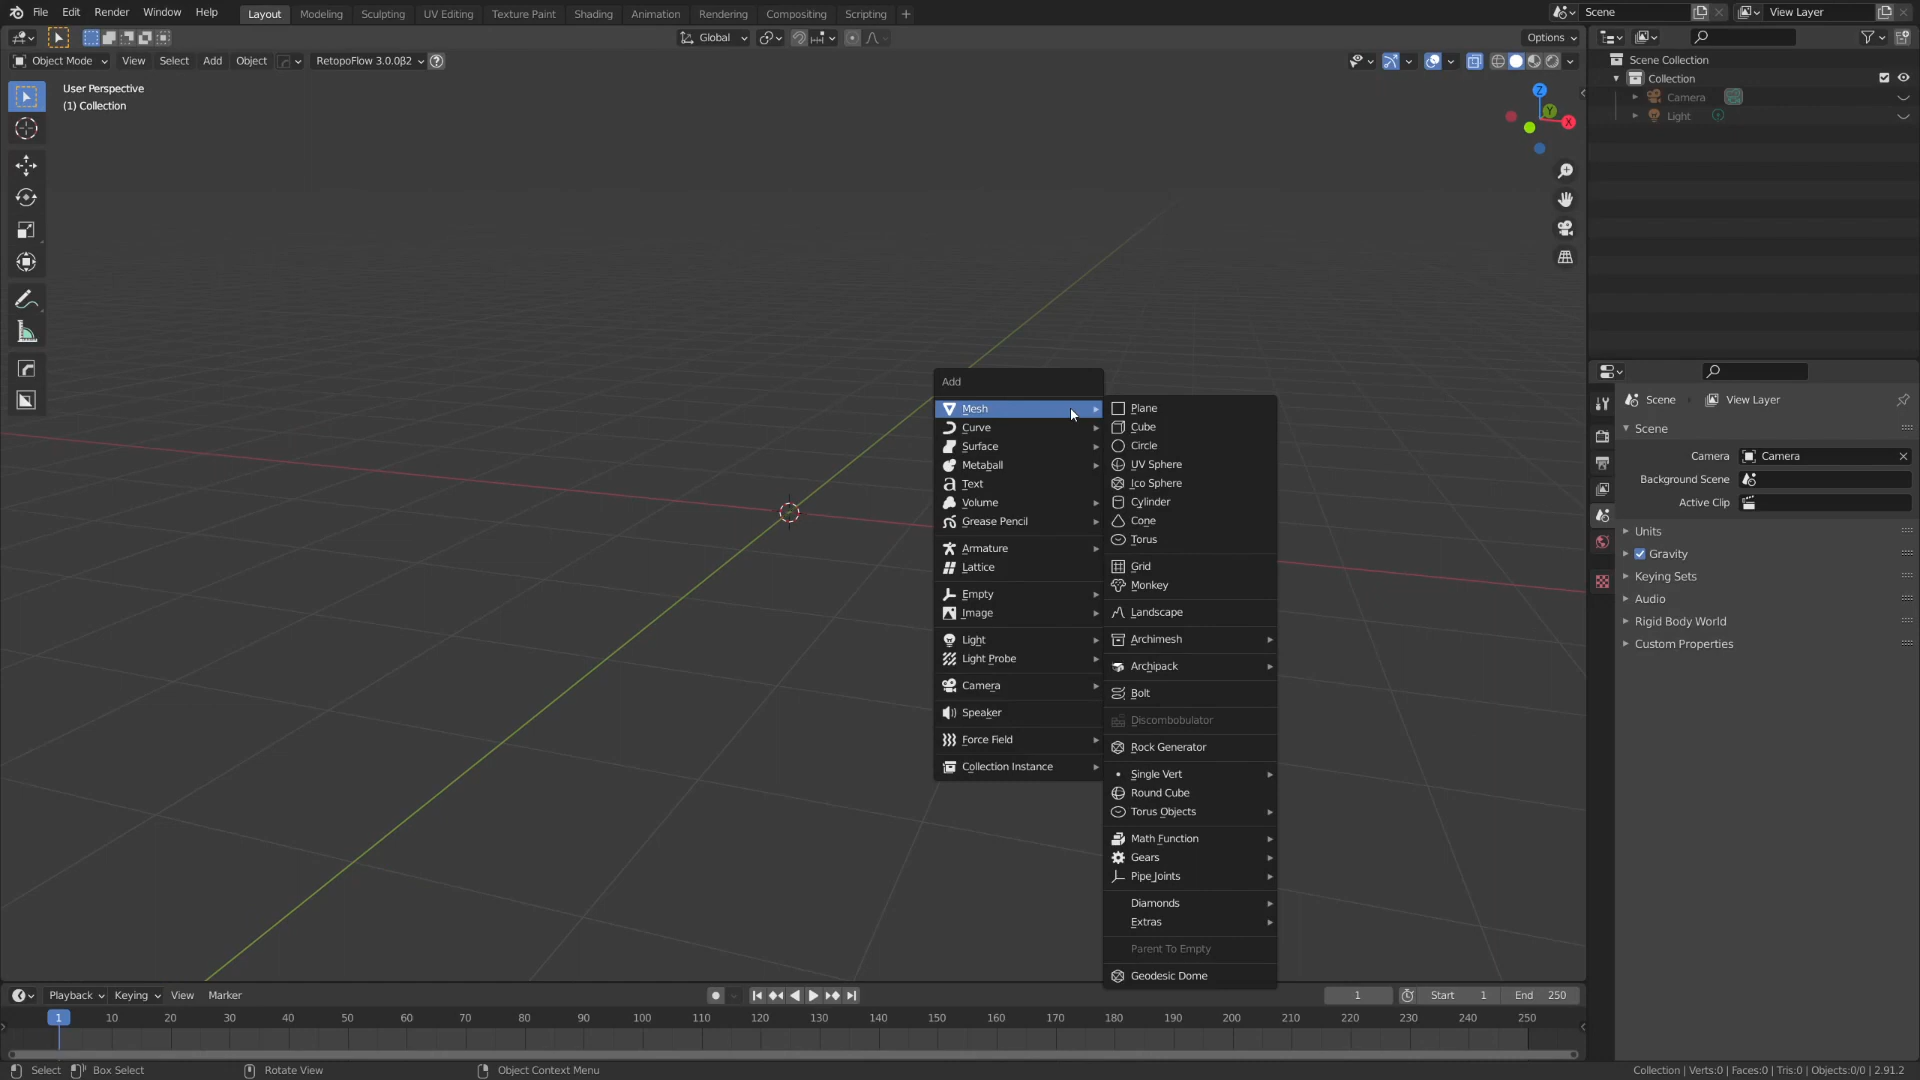 File Edit Render Window Help Layout Modeling Sculpting UV Editing Texture Paint Shading Animation Rendering Compositing Scripting + Scene View Layer
Global Options
Object Mode View Select Add Object RetopoFlow 3.0.0β2
User Perspective
(1) Collection
Z
Y
X
Scene Collection
Collection
Camera
Light
Add
Mesh
Curve
Surface
Metaball
Text
Volume
Grease Pencil
Armature
Lattice
Empty
Image
Light
Light Probe
Camera
Speaker
Force Field
Collection Instance
Plane
Cube
Circle
UV Sphere
Ico Sphere
Cylinder
Cone
Torus
Grid
Monkey
Landscape
Archimesh
Archipack
Bolt
Discombobulator
Rock Generator
Single Vert
Round Cube
Torus Objects
Math Function
Gears
Pipe Joints
Diamonds
Extras
Parent To Empty
Geodesic Dome
Scene View Layer
Scene
Camera Camera
Background Scene
Active Clip
Units
Gravity
Keying Sets
Audio
Rigid Body World
Custom Properties
Playback Keying View Marker 1 Start 1 End 250
1 10 20 30 40 50 60 70 80 90 100 110 120 130 140 150 160 170 180 190 200 210 220 230 240 250
Select Box Select Rotate View Object Context Menu Collection | Verts:0 | Faces:0 | Tris:0 | Objects:0/0 | 2.91.2